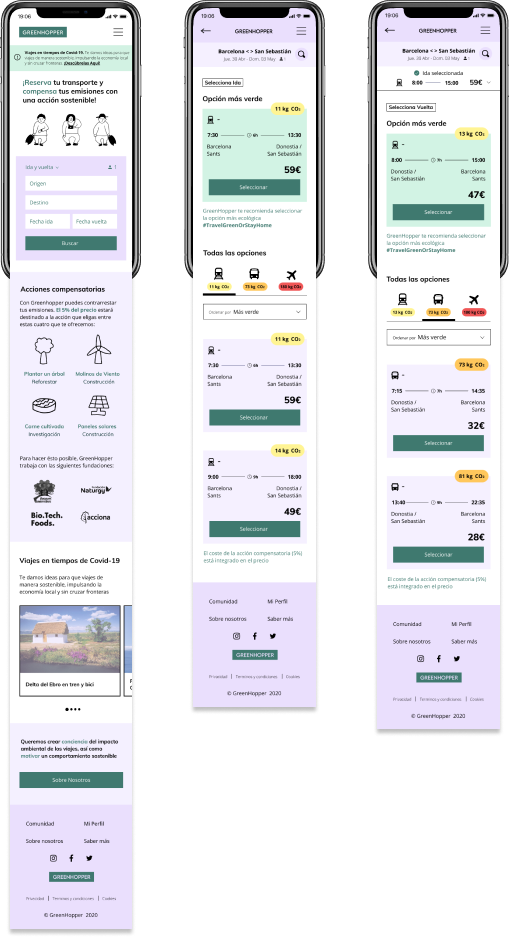 19:06
GREENHOPPER
Viajes en tiempos de Covid-19. Te damos ideas para que
viajes de manera sostenible, impulsando la economía local
y sin cruzar fronteras. ¡Descúbrelas Aquí!
¡Reserva tu transporte y
compensa tus emisiones con
una acción sostenible!
Ida y vuelta
1
Origen
Destino
Fecha ida
Fecha vuelta
Buscar
Acciones compensatorias
Con Greenhopper puedes contrarrestar
tus emisiones. El 5% del precio estará
destinado a la acción que elijas entre
estas cuatro que te ofrecemos:
Plantar un árbol
Reforestar
Molinos de Viento
Construcción
Carne cultivada
Investigación
Paneles solares
Construcción
Para hacer ésto posible, GreenHopper
trabaja con las siguientes fundaciones:
Naturgy
Bio.Tech.
Foods.
acciona
Viajes en tiempos de Covid-19
Te damos ideas para que viajes de
manera sostenible, impulsando la
economía local y sin cruzar fronteras
Delta del Ebro en tren y bici
Queremos crear conciencia del impacto
ambiental de los viajes, así como
motivar un comportamiento sostenible
Sobre Nosotros
Comunidad
Mi Perfil
Sobre nosotros
Saber más
GREENHOPPER
Privacidad | Terminos y condiciones | Cookies
© GreenHopper 2020
19:06
GREENHOPPER
Barcelona < > San Sebastián
Jue. 30 Abr - Dom. 03 May 1
Selecciona Ida
Opción más verde
11 kg CO₂
7:30 6h 13:30
Barcelona
Sants
Donostia /
San Sebastián
59€
Seleccionar
GreenHopper te recomienda seleccionar
la opción más ecológica
#TravelGreenOrStayHome
Todas las opciones
11 kg CO₂
73 kg CO₂
Ordenar por Más verde
11 kg CO₂
7:30 6h 13:30
Barcelona
Sants
Donostia /
San Sebastián
59€
Seleccionar
14 kg CO₂
9:00 9h 18:00
Barcelona
Sants
Donostia /
San Sebastián
49€
Seleccionar
El coste de la acción compensatoria (5%)
está integrado en el precio
Comunidad
Mi Perfil
Sobre nosotros
Saber más
GREENHOPPER
Privacidad | Terminos y condiciones | Cookies
© GreenHopper 2020
19:06
GREENHOPPER
Barcelona < > San Sebastián
Jue. 30 Abr - Dom. 03 May 1
Ida seleccionada
8:00 15:00 59€
Selecciona Vuelta
Opción más verde
13 kg CO₂
8:00 7h 15:00
Donostia /
San Sebastián
Barcelona
Sants
47€
Seleccionar
GreenHopper te recomienda seleccionar
la opción más ecológica
#TravelGreenOrStayHome
Todas las opciones
13 kg CO₂
73 kg CO₂
Ordenar por Más verde
73 kg CO₂
7:15 14:35
Donostia /
San Sebastián
Barcelona
Sants
32€
Seleccionar
81 kg CO₂
13:40 9h 22:35
Donostia /
San Sebastián
Barcelona
Sants
28€
Seleccionar
El coste de la acción compensatoria (5%)
está integrado en el precio
Comunidad
Mi Perfil
Sobre nosotros
Saber más
GREENHOPPER
Privacidad | Terminos y condiciones | Cookies
© GreenHopper 2020